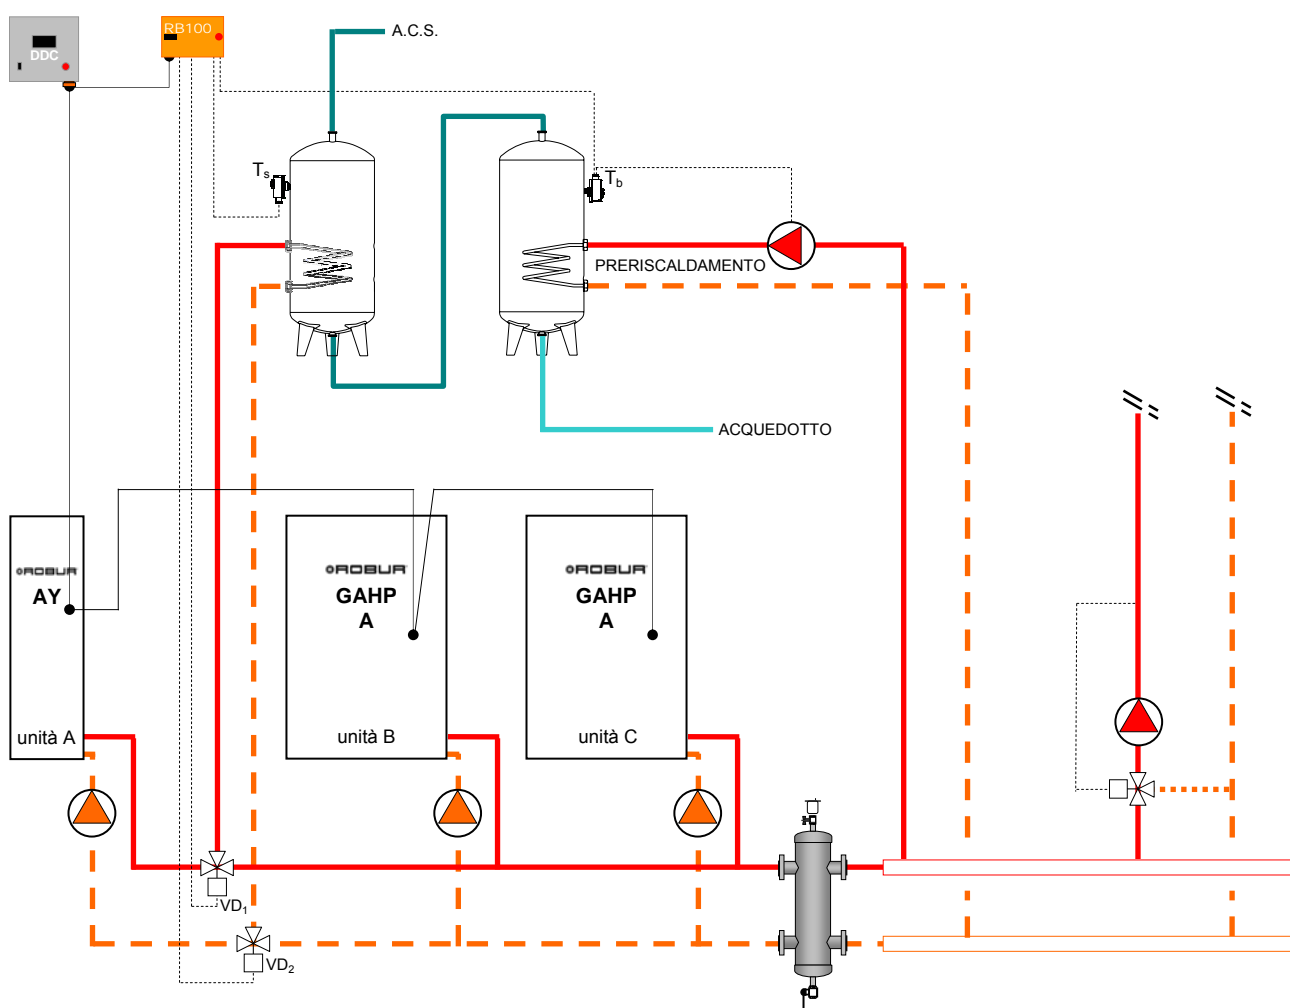 RB100
A.C.S.
DDC
Ts
Tb
PRERISCALDAMENTO
ACQUEDOTTO
ROBUR
AY
unità A
ROBUR
GAHP
A
unità B
ROBUR
GAHP
A
unità C
VD1
VD2